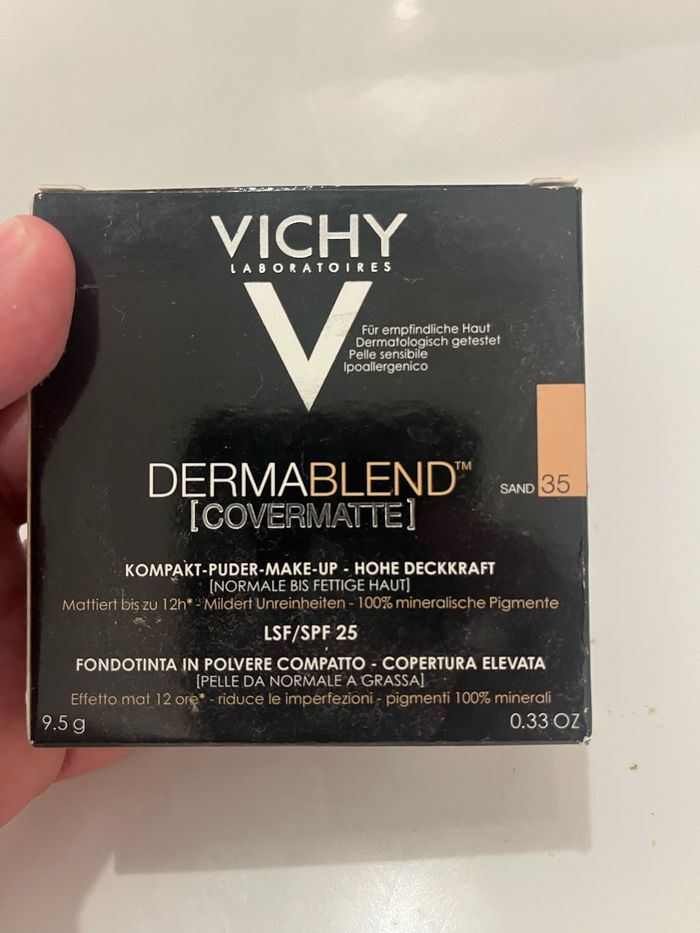 VICHY
LABORATOIRES
V
Für empfindliche Haut
Dermatologisch getestet
Pelle sensibile
Ipoallergenico
DERMABLEND™
SAND 35
[COVERMATTE]
KOMPAKT-PUDER-MAKE-UP - HOHE DECKKRAFT
[NORMALE BIS FETTIGE HAUT]
Mattiert bis zu 12h* - Mildert Unreinheiten - 100% mineralische Pigmente
LSF/SPF 25
FONDOTINTA IN POLVERE COMPATTO - COPERTURA ELEVATA
[PELLE DA NORMALE A GRASSA]
Effetto mat 12 ore* - riduce le imperfezioni - pigmenti 100% minerali
9.5 g 0.33 OZ